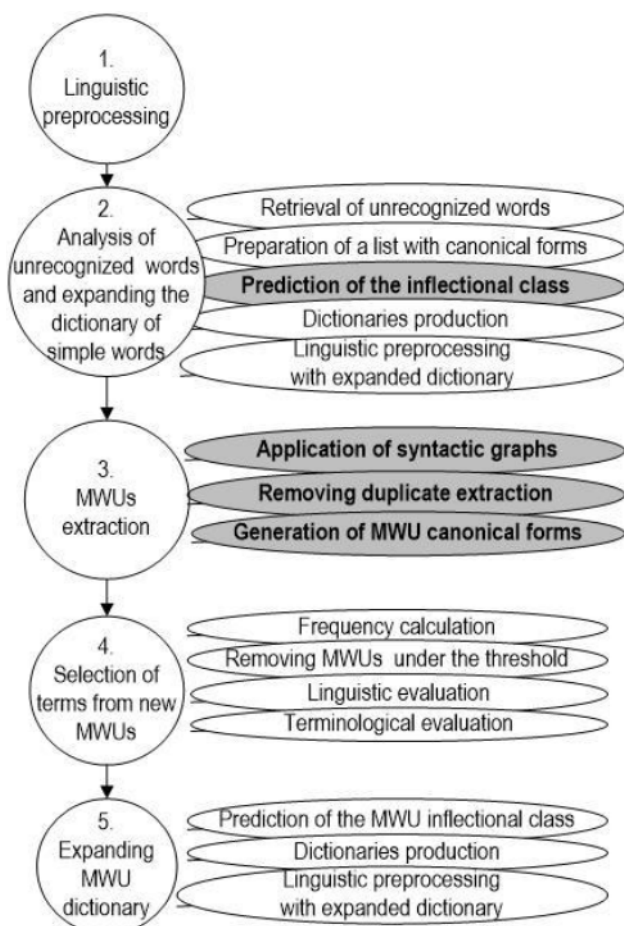 1.
Linguistic
preprocessing
2.
Analysis of
unrecognized words
and expanding the
dictionary of
simple words
Retrieval of unrecognized words
Preparation of a list with canonical forms
Prediction of the inflectional class
Dictionaries production
Linguistic preprocessing
with expanded dictionary
3.
MWUs
extraction
Application of syntactic graphs
Removing duplicate extraction
Generation of MWU canonical forms
4.
Selection of
terms from new
MWUs
Frequency calculation
Removing MWUs under the threshold
Linguistic evaluation
Terminological evaluation
5.
Expanding
MWU
dictionary
Prediction of the MWU inflectional class
Dictionaries production
Linguistic preprocessing
with expanded dictionary